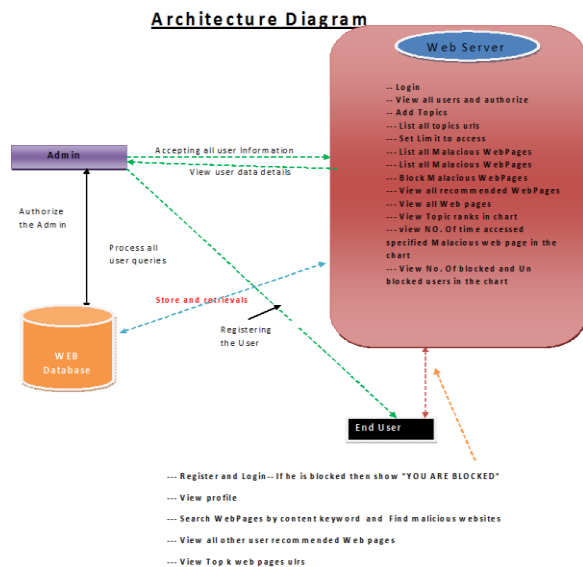 Architecture Diagram
Web Server
-- Login
-- View all users and authorize
-- Add Topics
-- List all topics urls
-- Set Limit to access
-- List all Malacious WebPages
-- List all Malacious WebPages
-- Block Malacious WebPages
-- View all recommended WebPages
-- View all Web pages
-- View Topic ranks in chart
-- view NO. Of time accessed
specified Malacious web page in the
chart
-- View No. Of blocked and Un
blocked users in the chart
Admin
Accepting all user Information
View user data details
Authorize
the Admin
Process all
user queries
Store and retrievals
Registering
the User
WEB
Database
End User
--- Register and Login-- If he is blocked then show "YOU ARE BLOCKED"
--- View profile
--- Search WebPages by content keyword and Find malicious websites
--- View all other user recommended Web pages
--- View Top k web pages ulrs